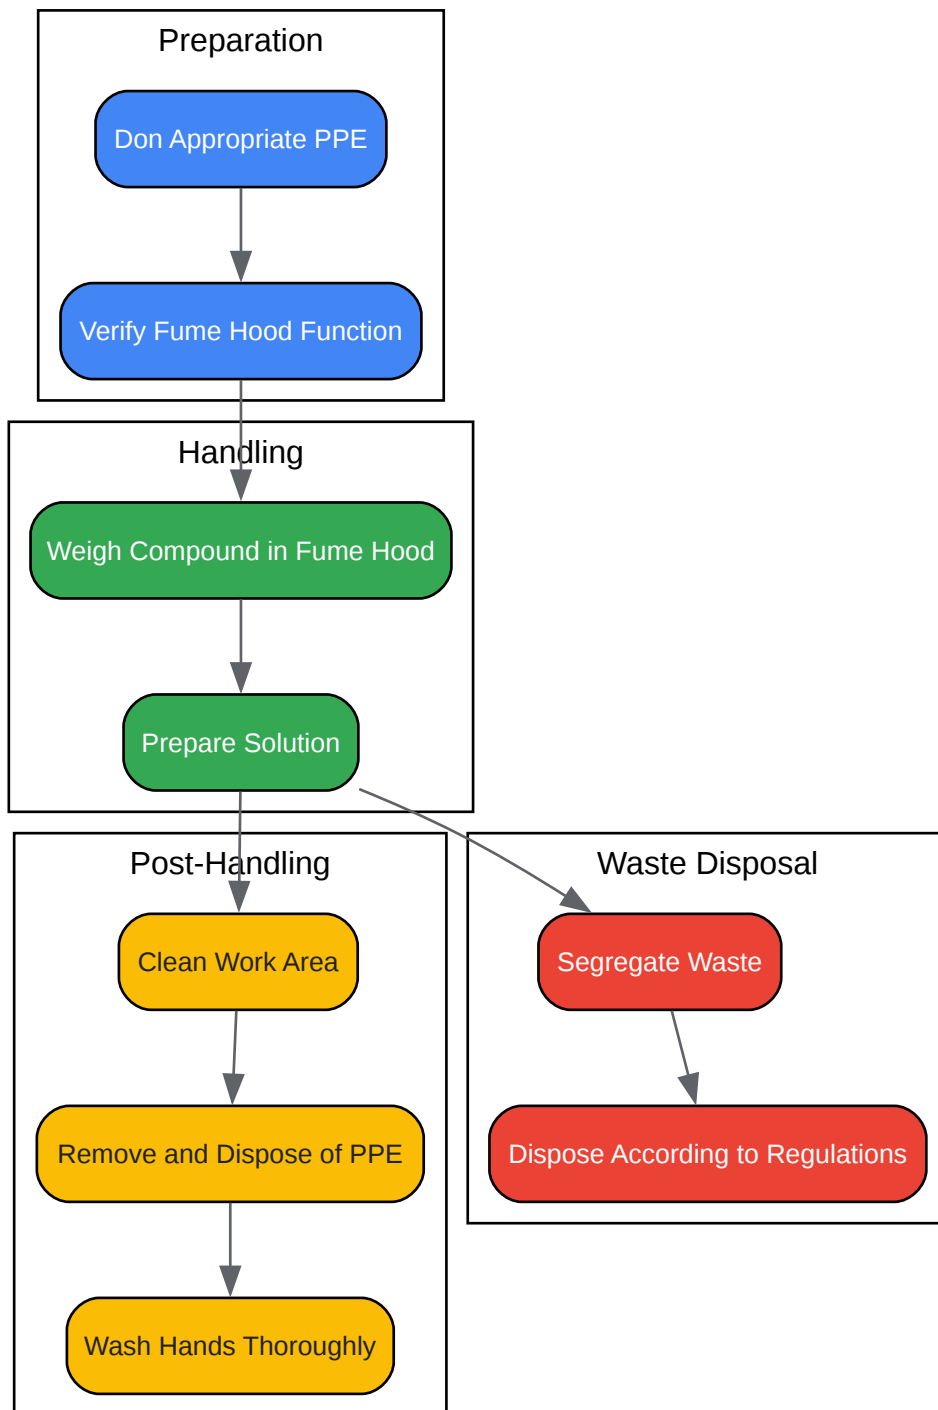 Preparation
Don Appropriate PPE
Verify Fume Hood Function
Handling
Weigh Compound in Fume Hood
Prepare Solution
Post-Handling
Clean Work Area
Remove and Dispose of PPE
Wash Hands Thoroughly
Waste Disposal
Segregate Waste
Dispose According to Regulations